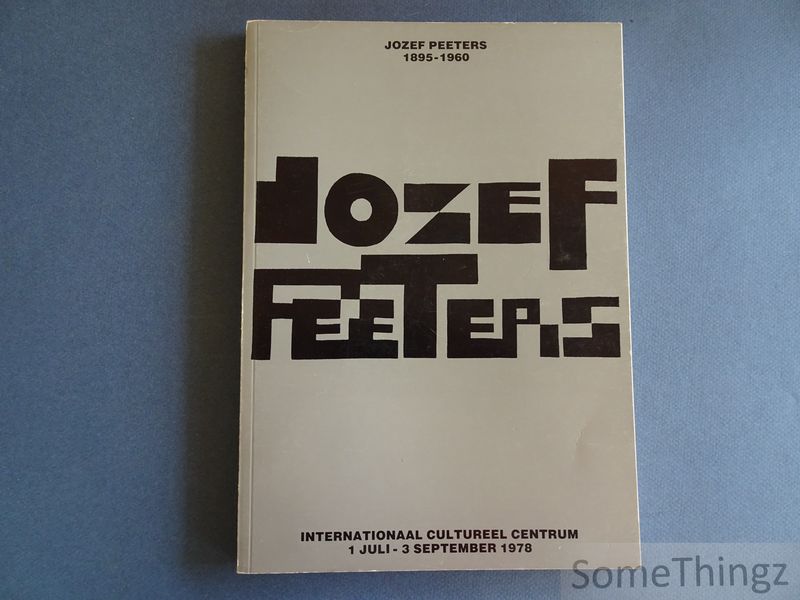 JOZEF PEETERS
1895-1960
JOZEF
PEETERS
INTERNATIONAAL CULTUREEL CENTRUM
1 JULI - 3 SEPTEMBER 1978
SomeThingz